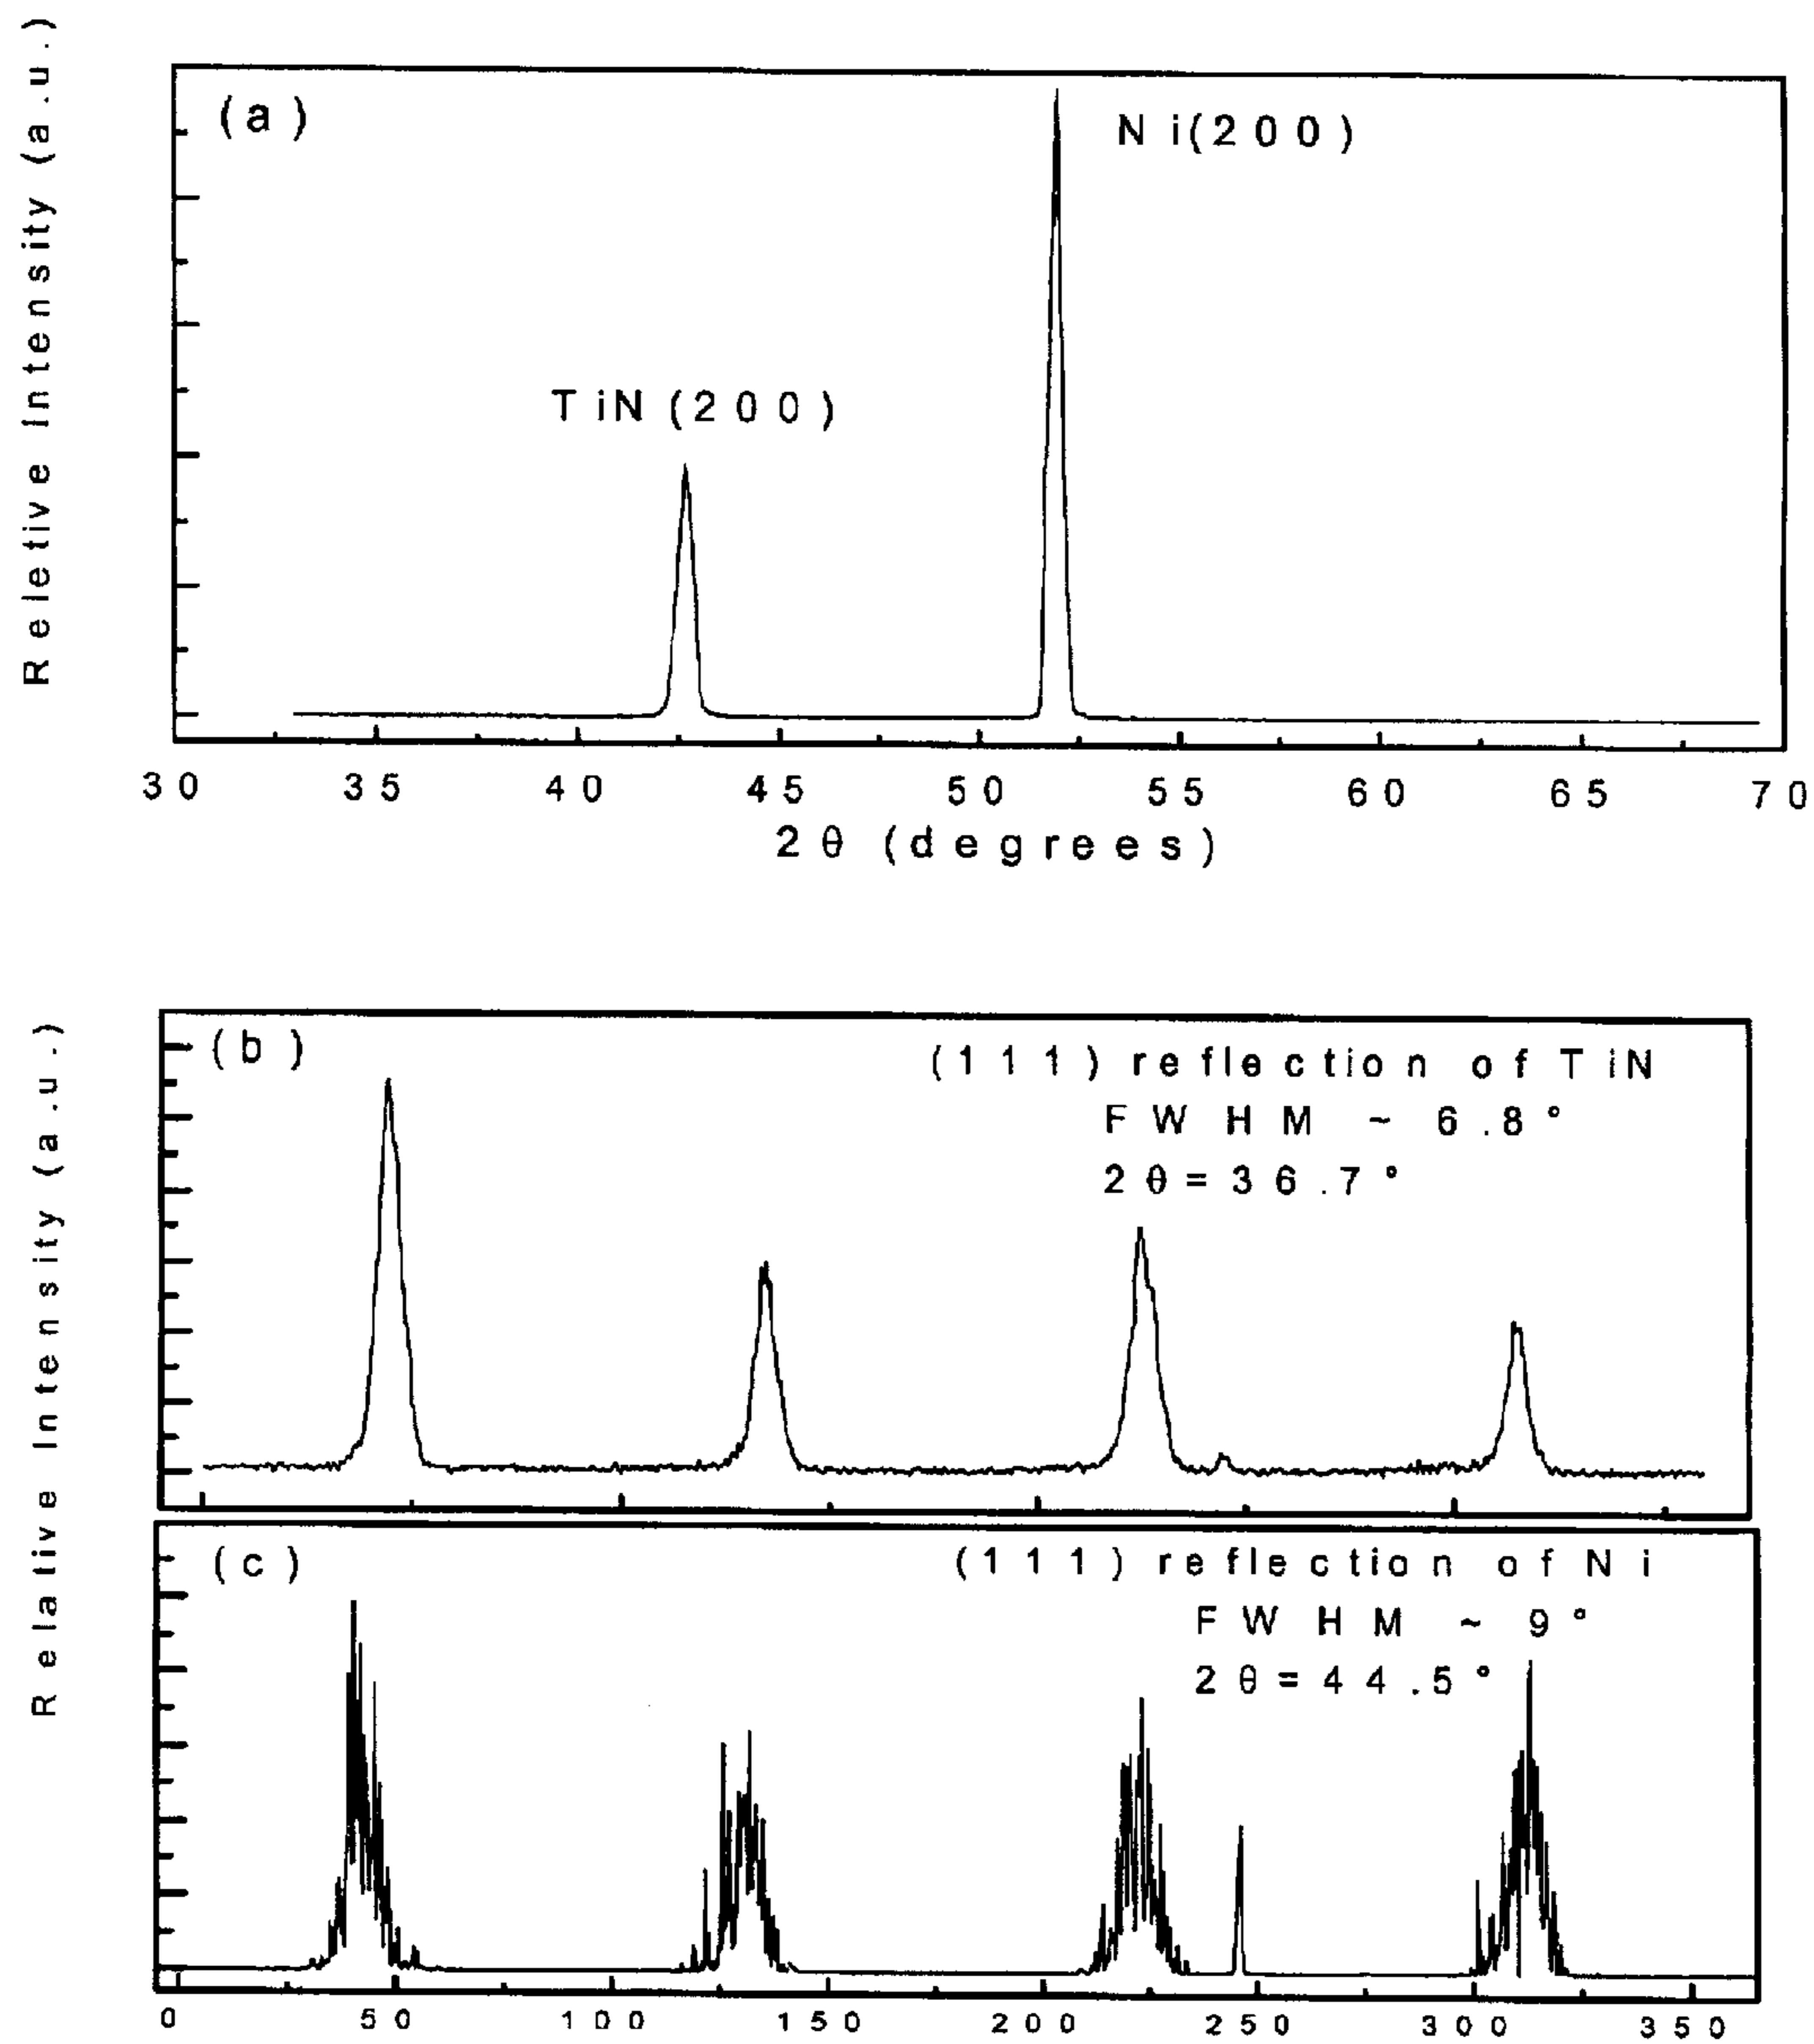 Reletive Intensity (a.u.)
(a)
Ni(200)
TiN(200)
30 35 40 45 50 55 60 65 70
2θ (degrees)
Relative Intensity (a.u.)
(b)
(111) reflection of TiN
FWHM ~ 6.8°
2θ=36.7°
(c)
(111) reflection of Ni
FWHM ~ 9°
2θ=44.5°
0 50 100 150 200 250 300 350